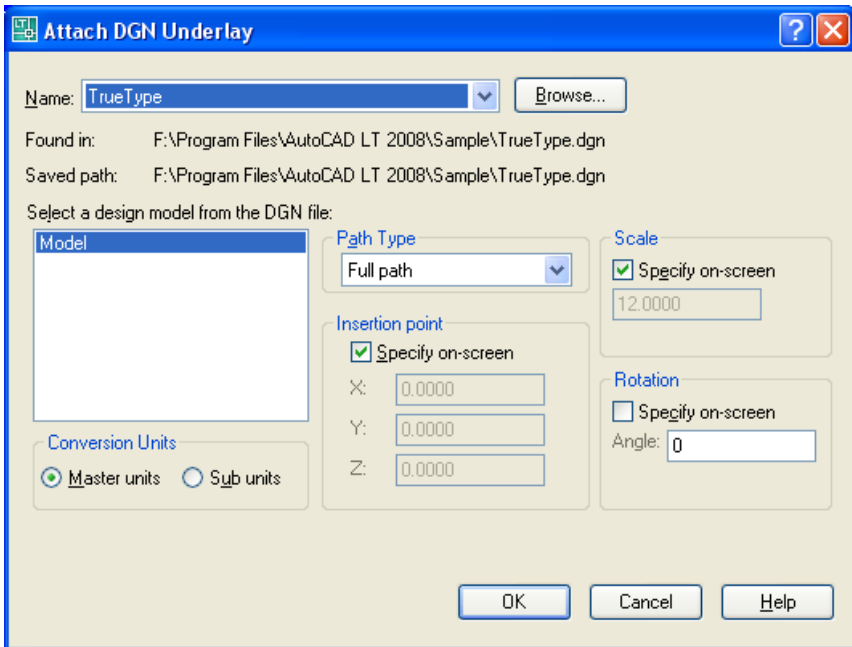 LT Attach DGN Underlay
Name: TrueType Browse...
Found in: F:\Program Files\AutoCAD LT 2008\Sample\TrueType.dgn
Saved path: F:\Program Files\AutoCAD LT 2008\Sample\TrueType.dgn
Select a design model from the DGN file:
Model
Conversion Units
Master units Sub units
Path Type
Full path
Insertion point
Specify on-screen
X: 0.0000
Y: 0.0000
Z: 0.0000
Scale
Specify on-screen
12.0000
Rotation
Specify on-screen
Angle: 0
OK Cancel Help